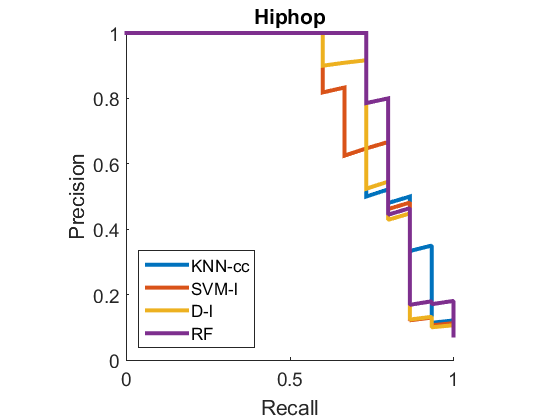 Hiphop
1
0.8
0.6
0.4
0.2
0
Precision
KNN-cc
SVM-I
D-I
RF
0 0.5 1
Recall